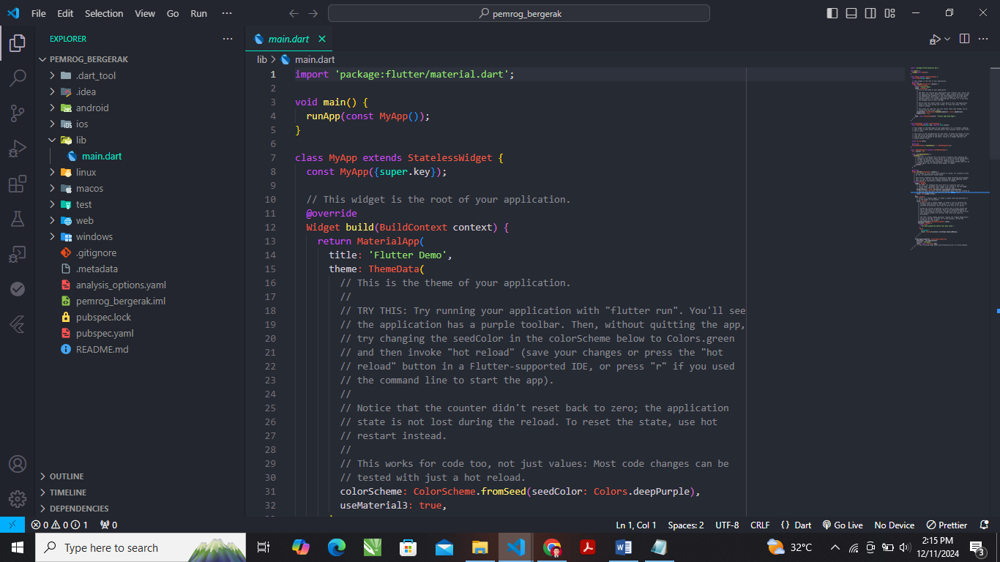 File Edit Selection View Go Run ···
pemrog_bergerak
EXPLORER
PEMROG_BERGERAK
.dart_tool
.idea
android
ios
lib
main.dart
linux
macos
test
web
windows
.gitignore
.metadata
analysis_options.yaml
pemrog_bergerak.iml
pubspec.lock
pubspec.yaml
README.md
OUTLINE
TIMELINE
DEPENDENCIES
main.dart
lib > main.dart
1 import 'package:flutter/material.dart';
2
3 void main() {
4 runApp(const MyApp());
5 }
6
7 class MyApp extends StatelessWidget {
8 const MyApp({super.key});
9
10 // This widget is the root of your application.
11 @override
12 Widget build(BuildContext context) {
13 return MaterialApp(
14 title: 'Flutter Demo',
15 theme: ThemeData(
16 // This is the theme of your application.
17 //
18 // TRY THIS: Try running your application with "flutter run". You'll see
19 // the application has a purple toolbar. Then, without quitting the app,
20 // try changing the seedColor in the colorScheme below to Colors.green
21 // and then invoke "hot reload" (save your changes or press the "hot
22 // reload" button in a Flutter-supported IDE, or press "r" if you used
23 // the command line to start the app).
24 //
25 // Notice that the counter didn't reset back to zero; the application
26 // state is not lost during the reload. To reset the state, use hot
27 // restart instead.
28 //
29 // This works for code too, not just values: Most code changes can be
30 // tested with just a hot reload.
31 colorScheme: ColorScheme.fromSeed(seedColor: Colors.deepPurple),
32 useMaterial3: true,
0 0 1 0
Ln 1, Col 1 Spaces: 2 UTF-8 CRLF {} Dart Go Live No Device Prettier
Type here to search
32°C
2:15 PM
12/11/2024
3